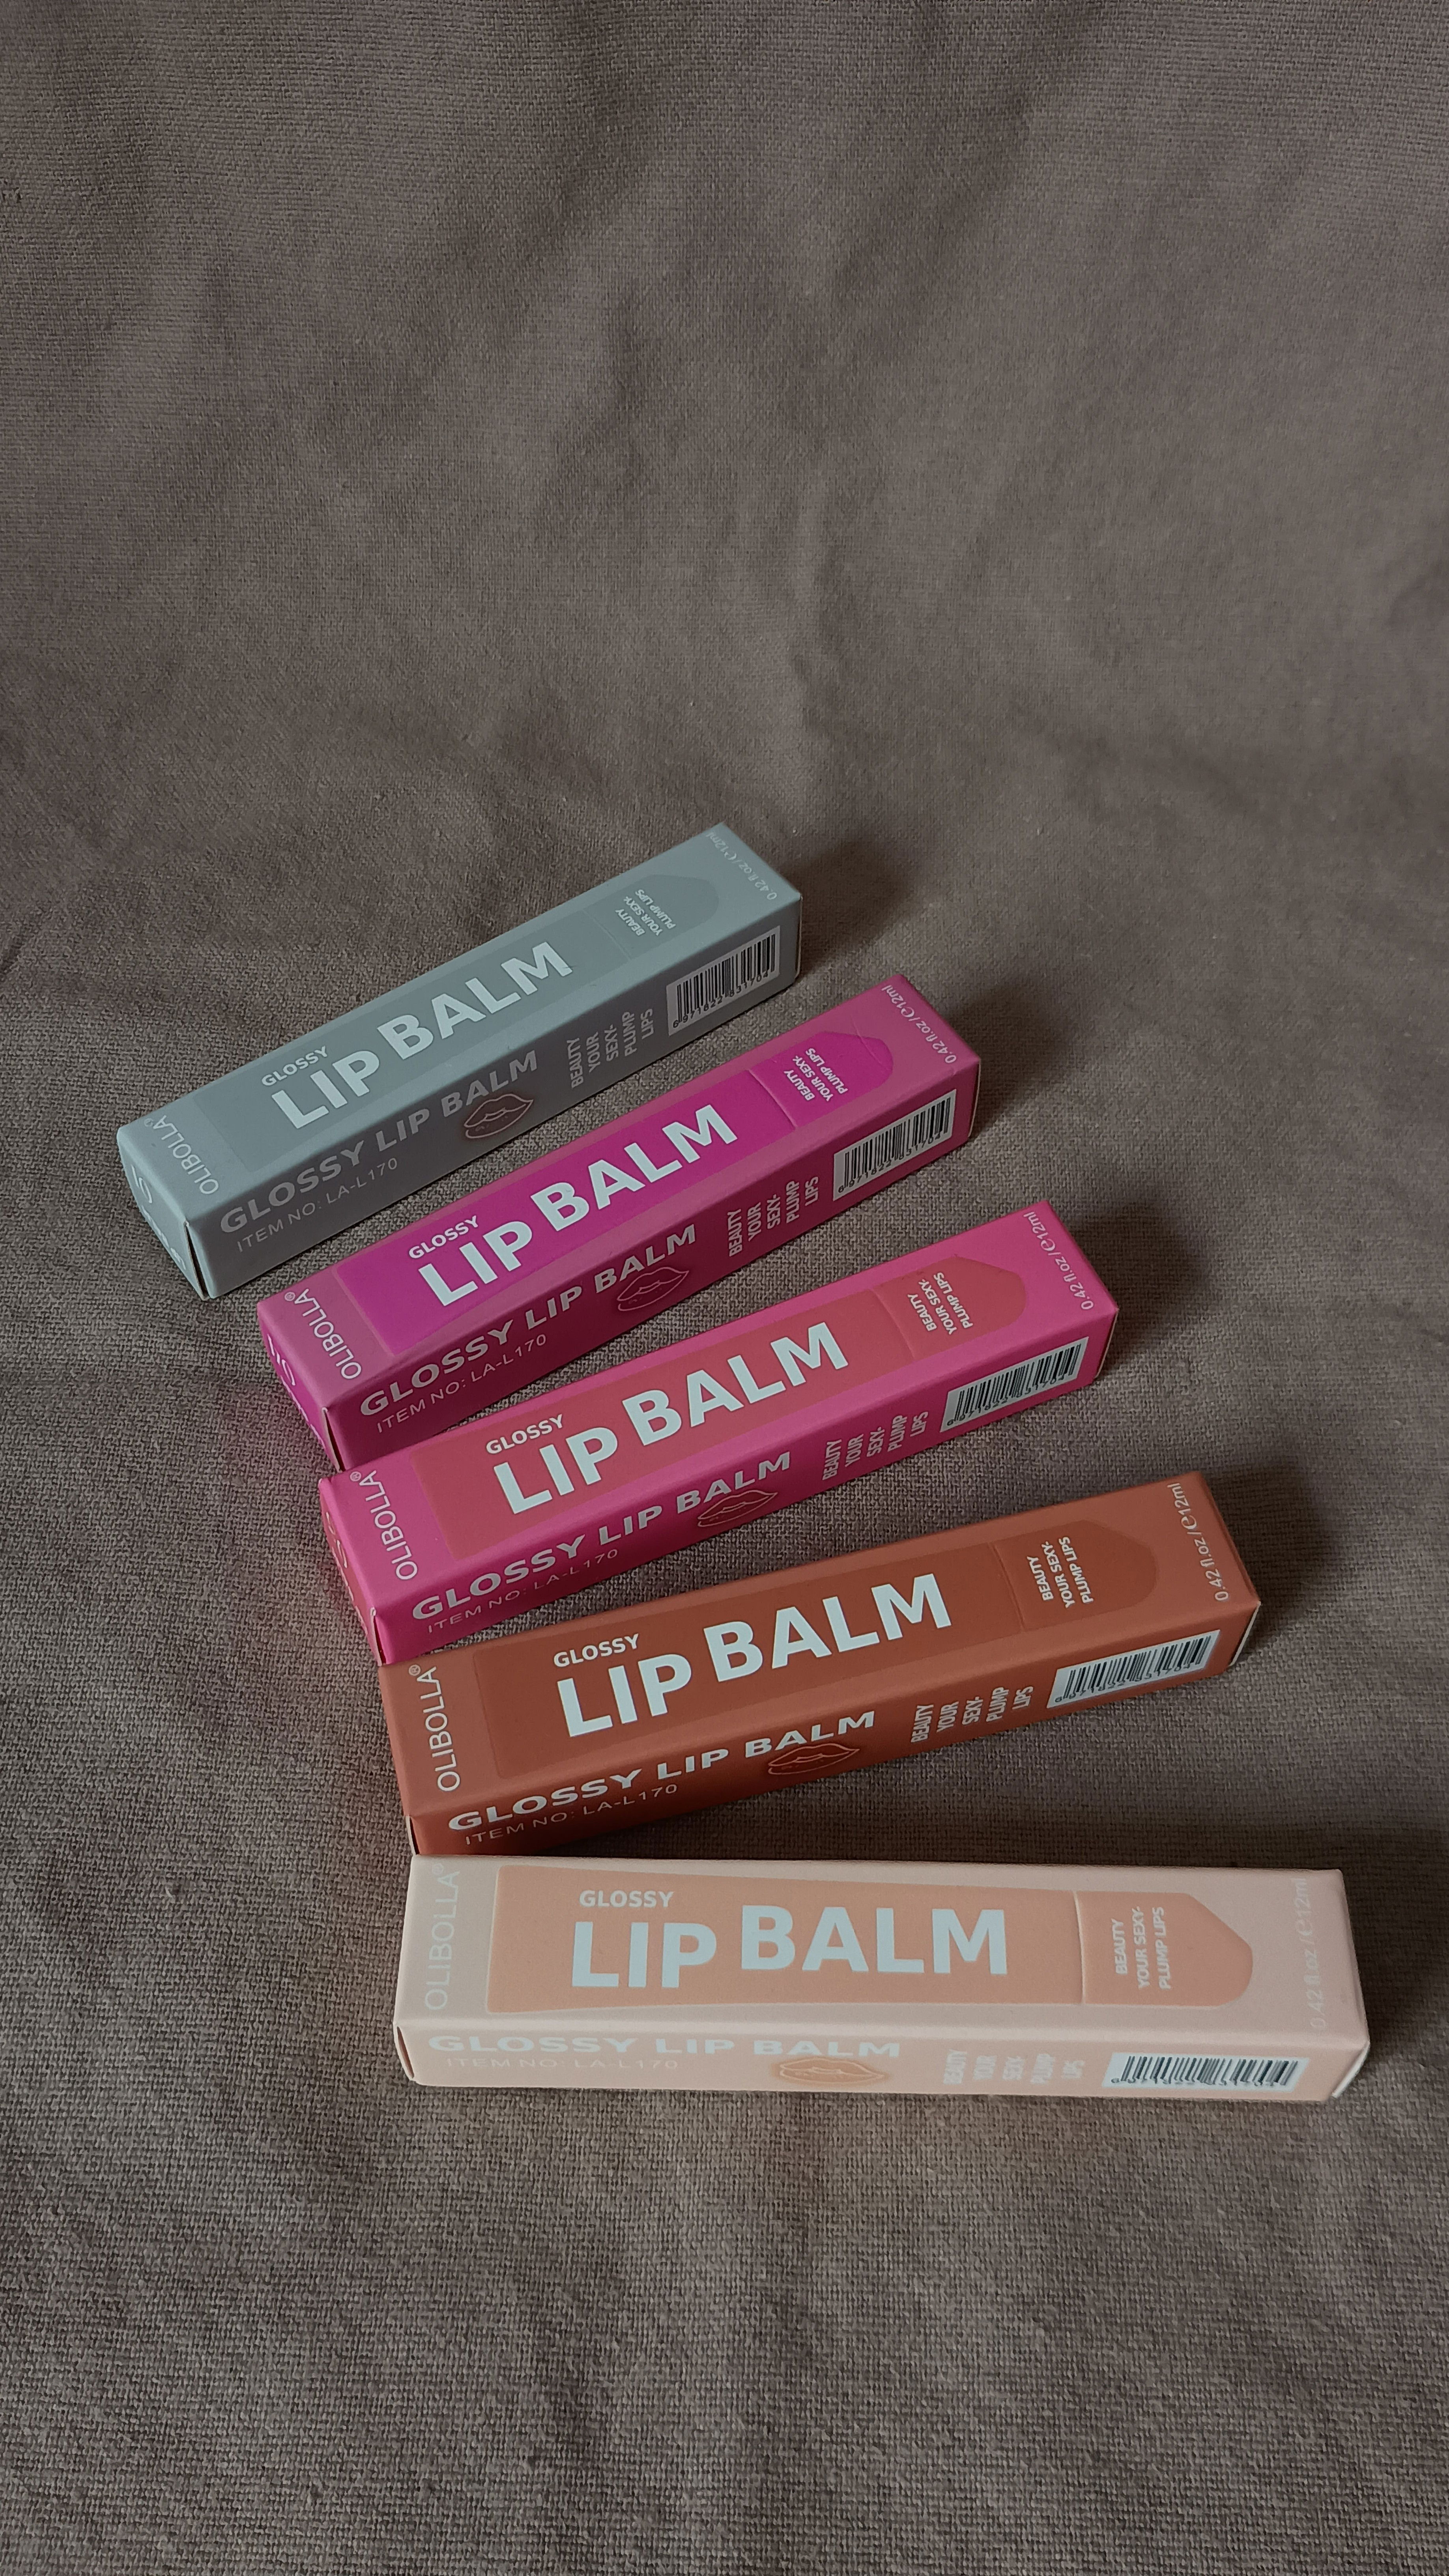 OLIBOLLA®
GLOSSY
LIP BALM
BEAUTY
YOUR SEXY-
PLUMP LIPS
0.42 fl.oz / ℮12ml
GLOSSY LIP BALM
ITEM NO: LA-L170
BEAUTY
YOUR
SEXY-
PLUMP
LIPS
OLIBOLLA®
GLOSSY
LIP BALM
BEAUTY
YOUR SEXY-
PLUMP LIPS
0.42 fl.oz / ℮12ml
GLOSSY LIP BALM
ITEM NO: LA-L170
BEAUTY
YOUR
SEXY-
PLUMP
LIPS
OLIBOLLA®
GLOSSY
LIP BALM
BEAUTY
YOUR SEXY-
PLUMP LIPS
0.42 fl.oz / ℮12ml
GLOSSY LIP BALM
ITEM NO: LA-L170
BEAUTY
YOUR
SEXY-
PLUMP
LIPS
OLIBOLLA®
GLOSSY
LIP BALM
BEAUTY
YOUR SEXY-
PLUMP LIPS
0.42 fl.oz / ℮12ml
GLOSSY LIP BALM
ITEM NO: LA-L170
BEAUTY
YOUR
SEXY-
PLUMP
LIPS
OLIBOLLA®
GLOSSY
LIP BALM
BEAUTY
YOUR SEXY-
PLUMP LIPS
0.42 fl.oz / ℮12ml
GLOSSY LIP BALM
ITEM NO: LA-L170
BEAUTY
YOUR
SEXY-
PLUMP
LIPS